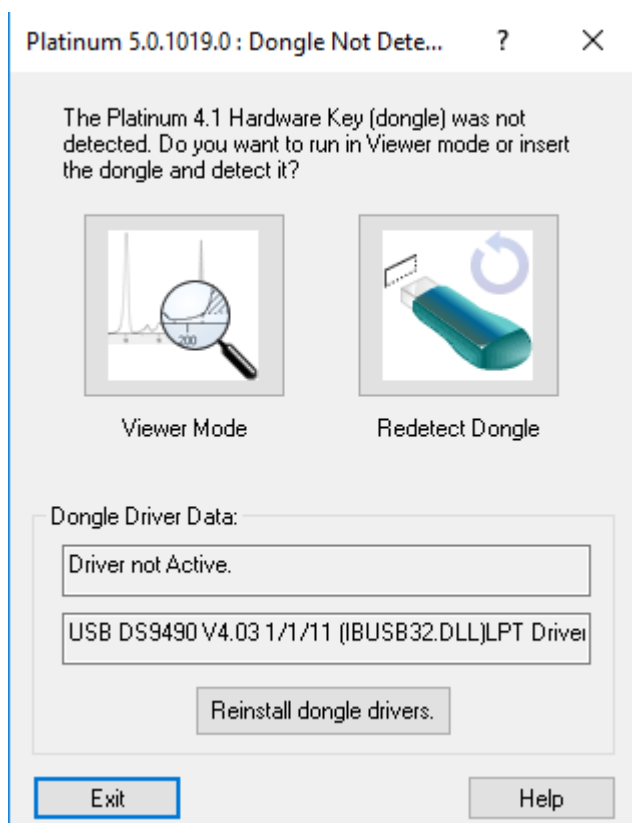 Platinum 5.0.1019.0 : Dongle Not Dete... ?
The Platinum 4.1 Hardware Key (dongle) was not
detected. Do you want to run in Viewer mode or insert
the dongle and detect it?
200
Viewer Mode Redetect Dongle
Dongle Driver Data:
Driver not Active.
USB DS9490 V4.03 1/1/11 (IBUSB32.DLL)LPT Driver
Reinstall dongle drivers.
Exit Help